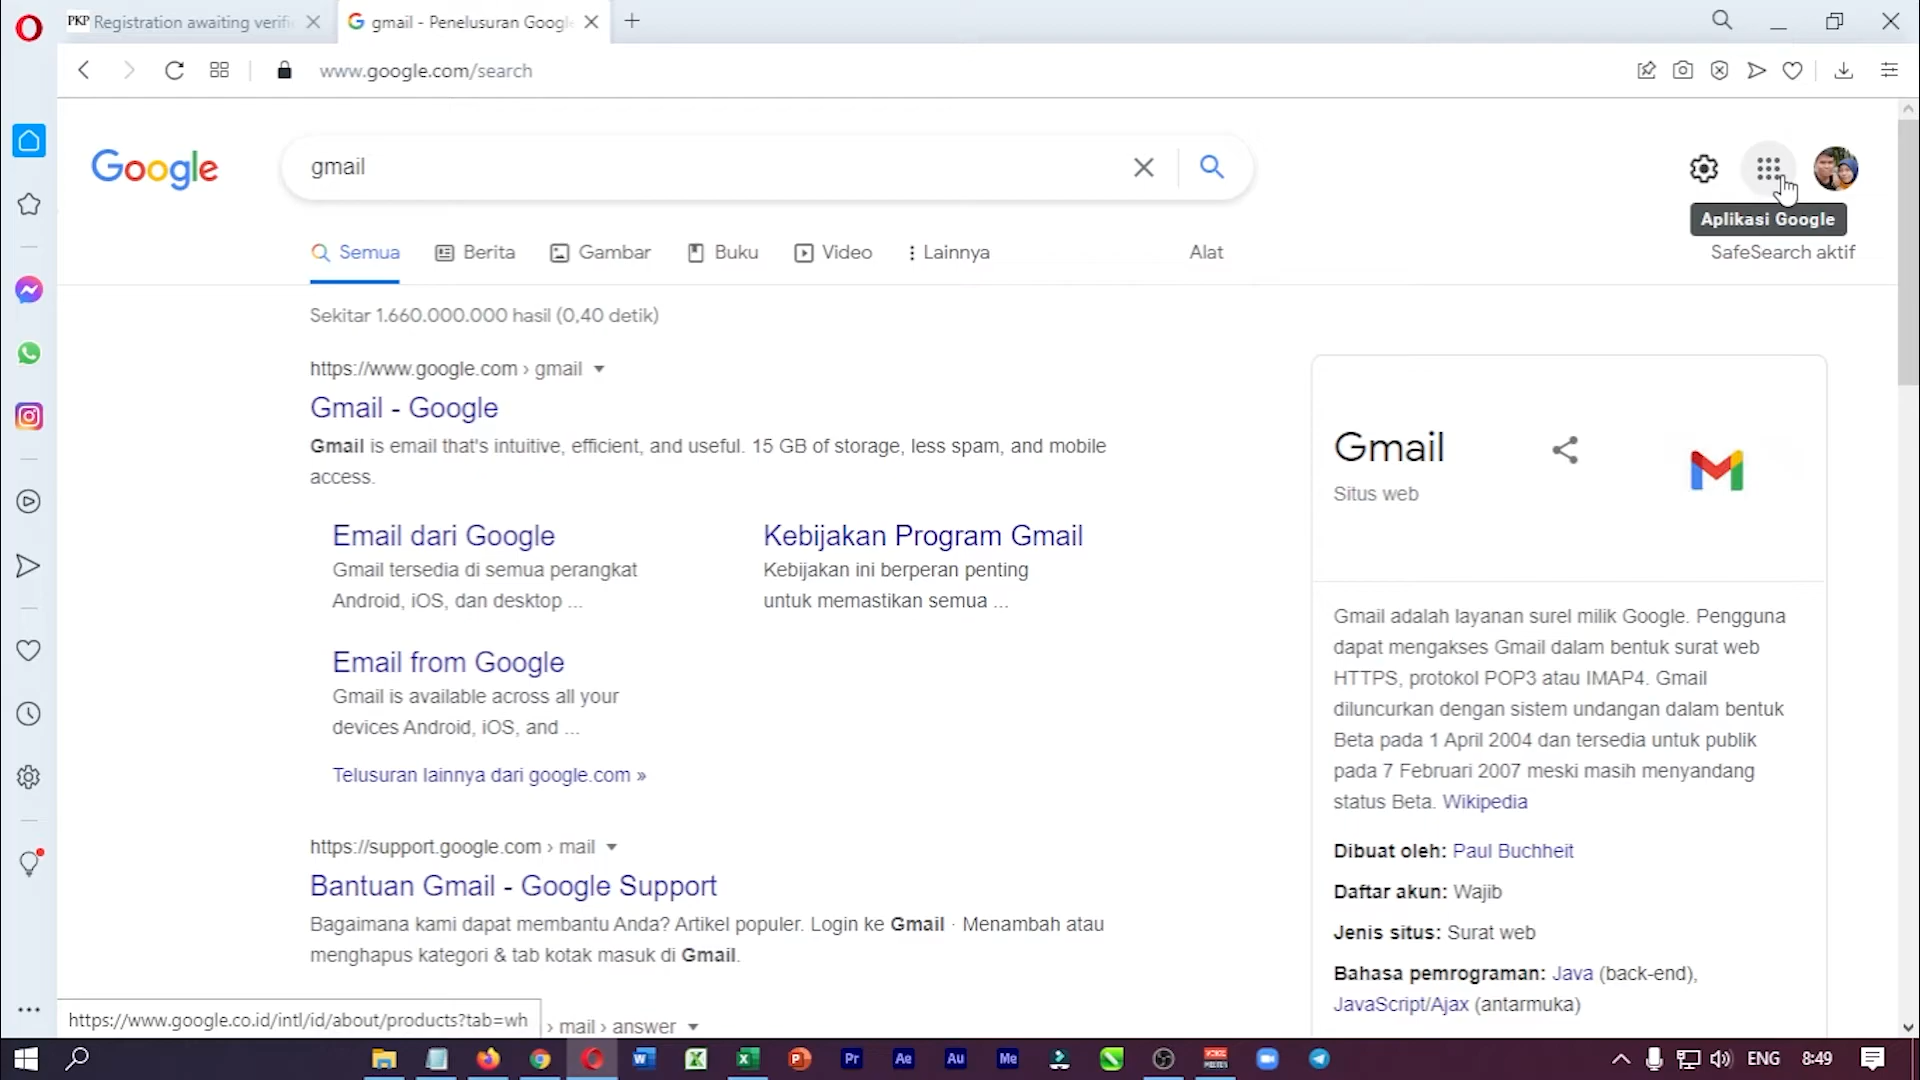 PKP Registration awaiting verifi
gmail - Penelusuran Googl
www.google.com/search
Google
gmail
Aplikasi Google
Semua
Berita
Gambar
Buku
Video
Lainnya
Alat
SafeSearch aktif
Sekitar 1.660.000.000 hasil (0,40 detik)
https://www.google.com › gmail
Gmail - Google
Gmail is email that's intuitive, efficient, and useful. 15 GB of storage, less spam, and mobile
access.
Email dari Google
Gmail tersedia di semua perangkat
Android, iOS, dan desktop ...
Kebijakan Program Gmail
Kebijakan ini berperan penting
untuk memastikan semua ...
Email from Google
Gmail is available across all your
devices Android, iOS, and ...
Telusuran lainnya dari google.com »
https://support.google.com › mail
Bantuan Gmail - Google Support
Bagaimana kami dapat membantu Anda? Artikel populer. Login ke Gmail · Menambah atau
menghapus kategori & tab kotak masuk di Gmail.
› mail › answer
Gmail
Situs web
Gmail adalah layanan surel milik Google. Pengguna
dapat mengakses Gmail dalam bentuk surat web
HTTPS, protokol POP3 atau IMAP4. Gmail
diluncurkan dengan sistem undangan dalam bentuk
Beta pada 1 April 2004 dan tersedia untuk publik
pada 7 Februari 2007 meski masih menyandang
status Beta. Wikipedia
Dibuat oleh: Paul Buchheit
Daftar akun: Wajib
Jenis situs: Surat web
Bahasa pemrograman: Java (back-end),
JavaScript/Ajax (antarmuka)
https://www.google.co.id/intl/id/about/products?tab=wh
Pr
Ae
Au
Me
ENG
8:49